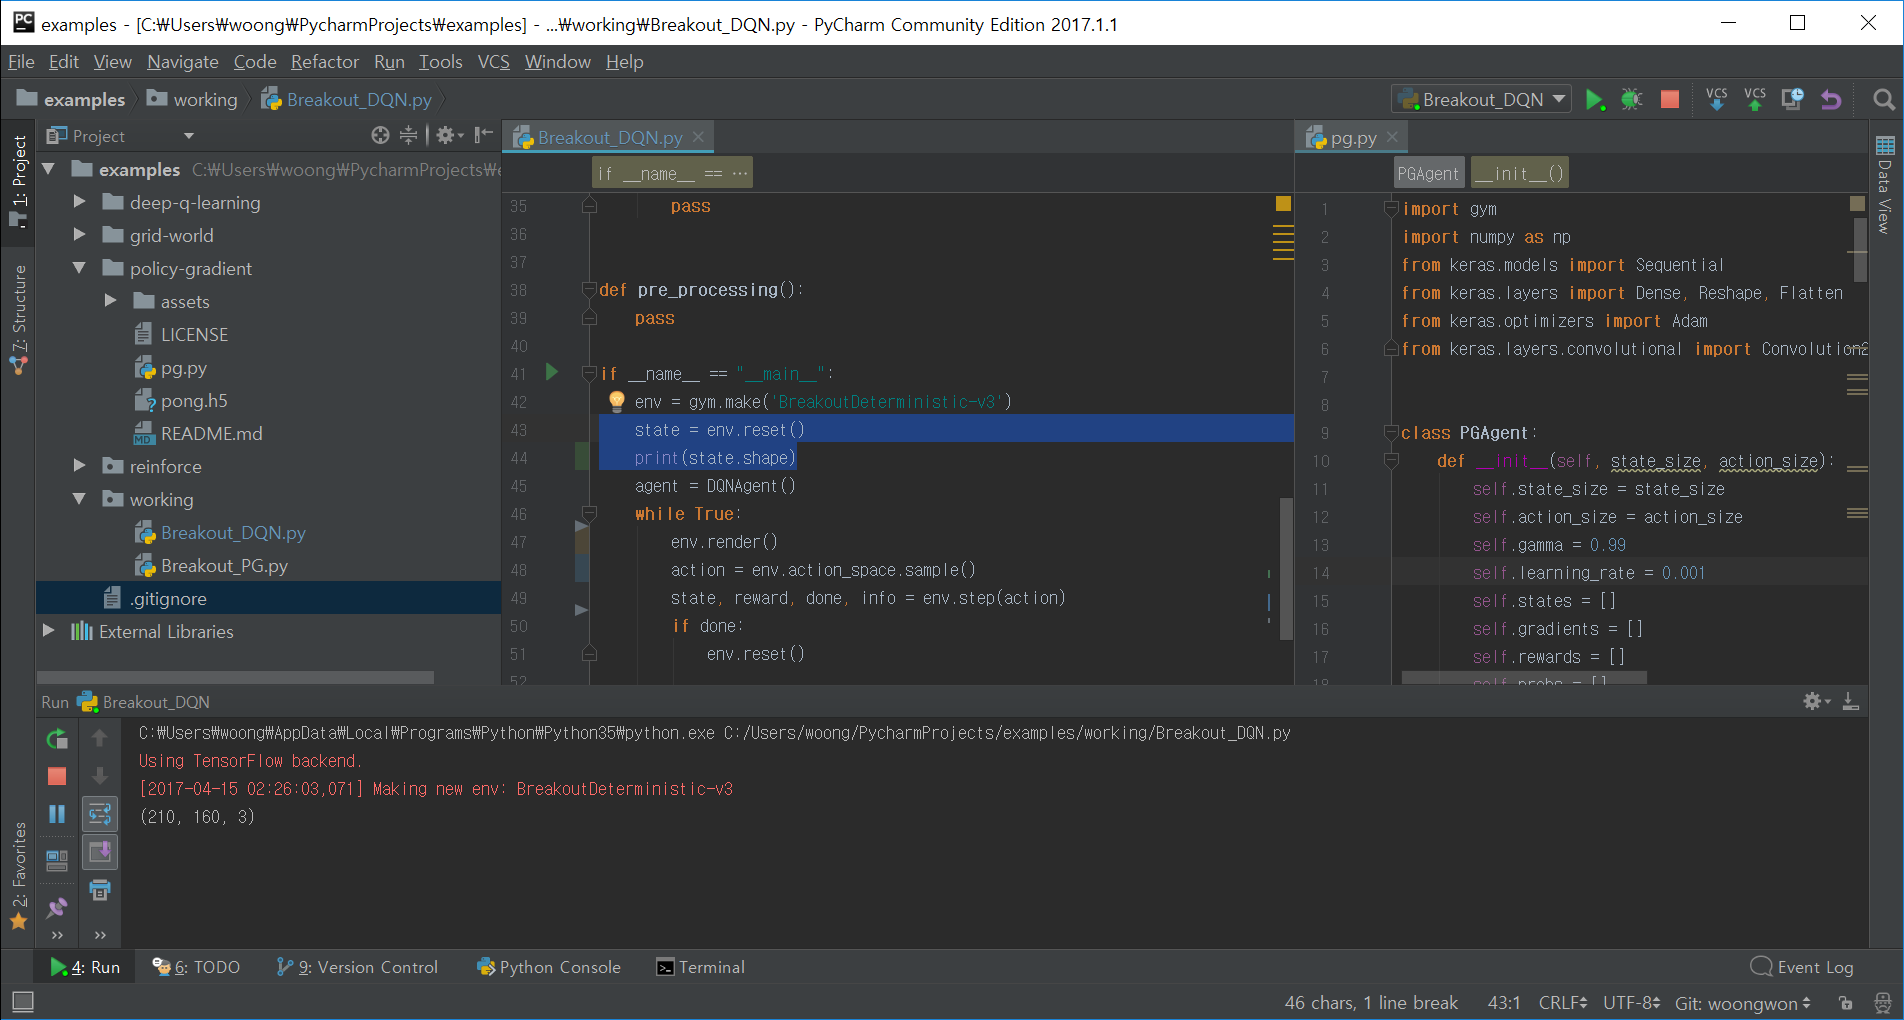 examples - [C:₩Users₩woong₩PycharmProjects₩examples] - ...₩working₩Breakout_DQN.py - PyCharm Community Edition 2017.1.1
File Edit View Navigate Code Refactor Run Tools VCS Window Help
examples working Breakout_DQN.py Breakout_DQN VCS VCS
1: Project
7: Structure
2: Favorites
Data View
Project
examples C:₩Users₩woong₩PycharmProjects₩e
deep-q-learning
grid-world
policy-gradient
assets
LICENSE
pg.py
pong.h5
README.md
reinforce
working
Breakout_DQN.py
Breakout_PG.py
.gitignore
External Libraries
Breakout_DQN.py
if __name__ == ...
35 pass
36
37
38 def pre_processing():
39 pass
40
41 if __name__ == "__main__":
42 env = gym.make('BreakoutDeterministic-v3')
43 state = env.reset()
44 print(state.shape)
45 agent = DQNAgent()
46 while True:
47 env.render()
48 action = env.action_space.sample()
49 state, reward, done, info = env.step(action)
50 if done:
51 env.reset()
52
pg.py
PGAgent __init__()
1 import gym
2 import numpy as np
3 from keras.models import Sequential
4 from keras.layers import Dense, Reshape, Flatten
5 from keras.optimizers import Adam
6 from keras.layers.convolutional import Convolution2
7
8
9 class PGAgent:
10 def __init__(self, state_size, action_size):
11 self.state_size = state_size
12 self.action_size = action_size
13 self.gamma = 0.99
14 self.learning_rate = 0.001
15 self.states = []
16 self.gradients = []
17 self.rewards = []
18 self.probs = []
Run Breakout_DQN
C:₩Users₩woong₩AppData₩Local₩Programs₩Python₩Python35₩python.exe C:/Users/woong/PycharmProjects/examples/working/Breakout_DQN.py
Using TensorFlow backend.
[2017-04-15 02:26:03,071] Making new env: BreakoutDeterministic-v3
(210, 160, 3)
4: Run 6: TODO 9: Version Control Python Console Terminal Event Log
46 chars, 1 line break 43:1 CRLF UTF-8 Git: woongwon